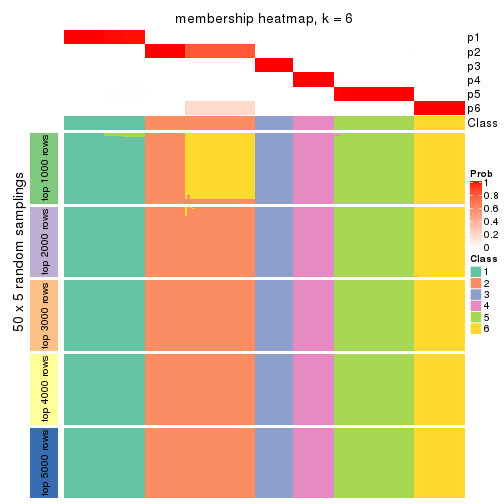 membership heatmap, k = 6
p1
p2
p3
p4
p5
p6
Class
50 x 5 random samplings
top 1000 rows
top 2000 rows
top 3000 rows
top 4000 rows
top 5000 rows
Prob
1
0.8
0.6
0.4
0.2
0
Class
1
2
3
4
5
6